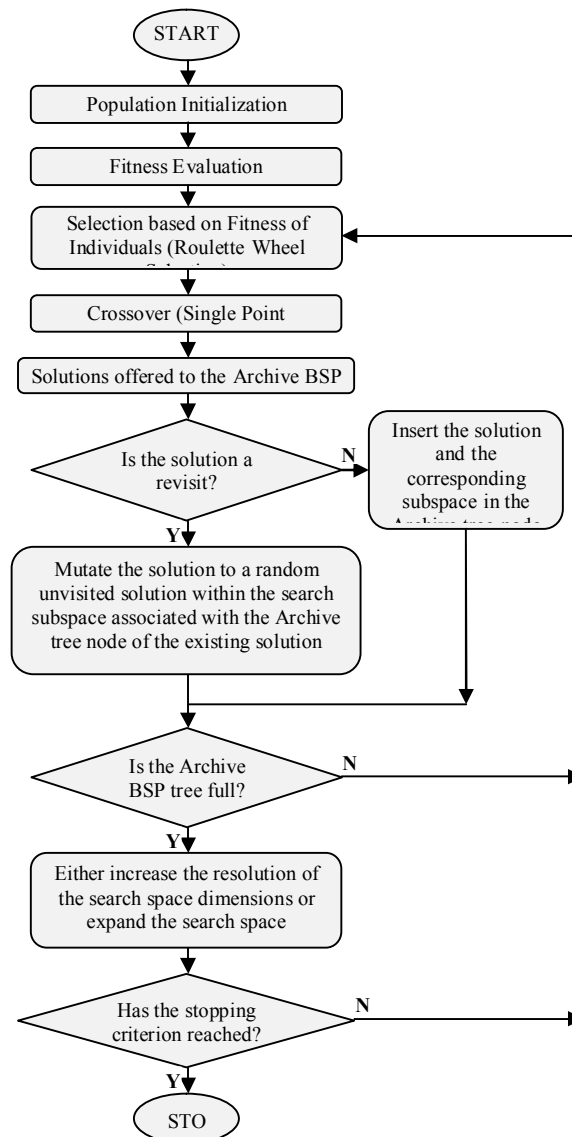 START
Population Initialization
Fitness Evaluation
Selection based on Fitness of
Individuals (Roulette Wheel
Crossover (Single Point
Solutions offered to the Archive BSP
Is the solution a
revisit?
N
Insert the solution
and the
corresponding
subspace in the
Archive tree node
Y
Mutate the solution to a random
unvisited solution within the search
subspace associated with the Archive
tree node of the existing solution
Is the Archive
BSP tree full?
N
Y
Either increase the resolution of
the search space dimensions or
expand the search space
Has the stopping
criterion reached?
N
Y
STO